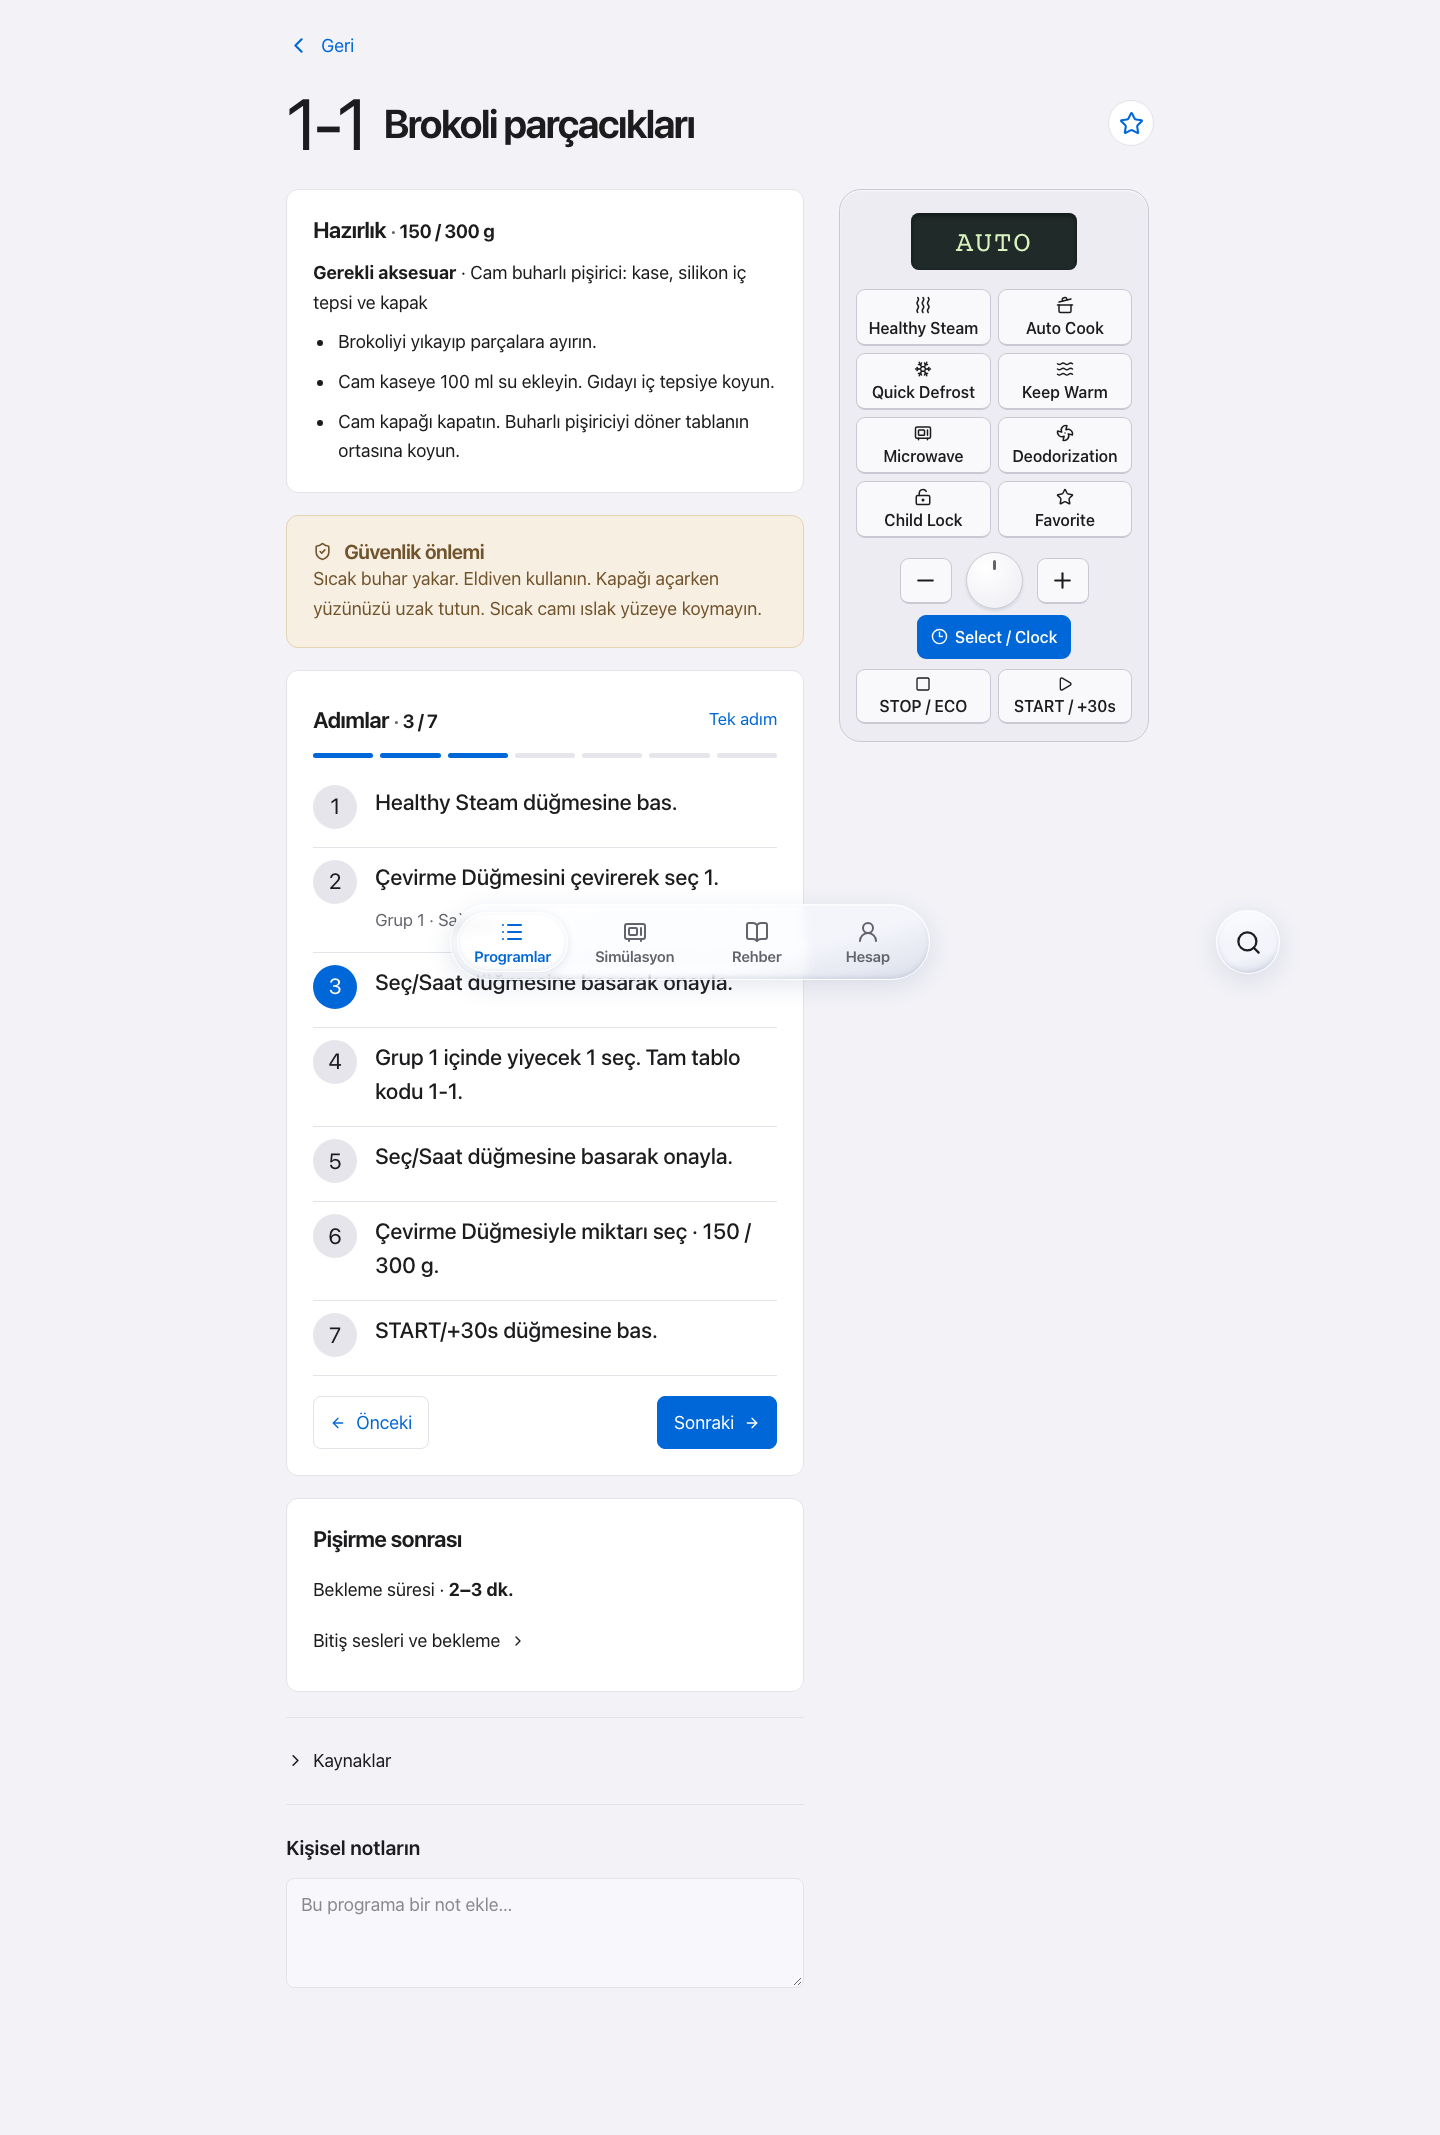 Geri
1-1 Brokoli parçacıkları
Hazırlık · 150 / 300 g
Gerekli aksesuar · Cam buharlı pişirici: kase, silikon iç
tepsi ve kapak
• Brokoliyi yıkayıp parçalara ayırın.
• Cam kaseye 100 ml su ekleyin. Gıdayı iç tepsiye koyun.
• Cam kapağı kapatın. Buharlı pişiriciyi döner tablanın
ortasına koyun.
Güvenlik önlemi
Sıcak buhar yakar. Eldiven kullanın. Kapağı açarken
yüzünüzü uzak tutun. Sıcak camı ıslak yüzeye koymayın.
Adımlar · 3 / 7
Tek adım
1 Healthy Steam düğmesine bas.
2 Çevirme Düğmesini çevirerek seç 1.
Grup 1 ·
3 Seç/Saat düğmesine basarak onayla.
4 Grup 1 içinde yiyecek 1 seç. Tam tablo
kodu 1-1.
5 Seç/Saat düğmesine basarak onayla.
6 Çevirme Düğmesiyle miktarı seç · 150 /
300 g.
7 START/+30s düğmesine bas.
Önceki
Sonraki
Pişirme sonrası
Bekleme süresi · 2–3 dk.
Bitiş sesleri ve bekleme
Kaynaklar
Kişisel notların
Bu programa bir not ekle...
AUTO
Healthy Steam
Auto Cook
Quick Defrost
Keep Warm
Microwave
Deodorization
Child Lock
Favorite
Select / Clock
STOP / ECO
START / +30s
Programlar
Simülasyon
Rehber
Hesap